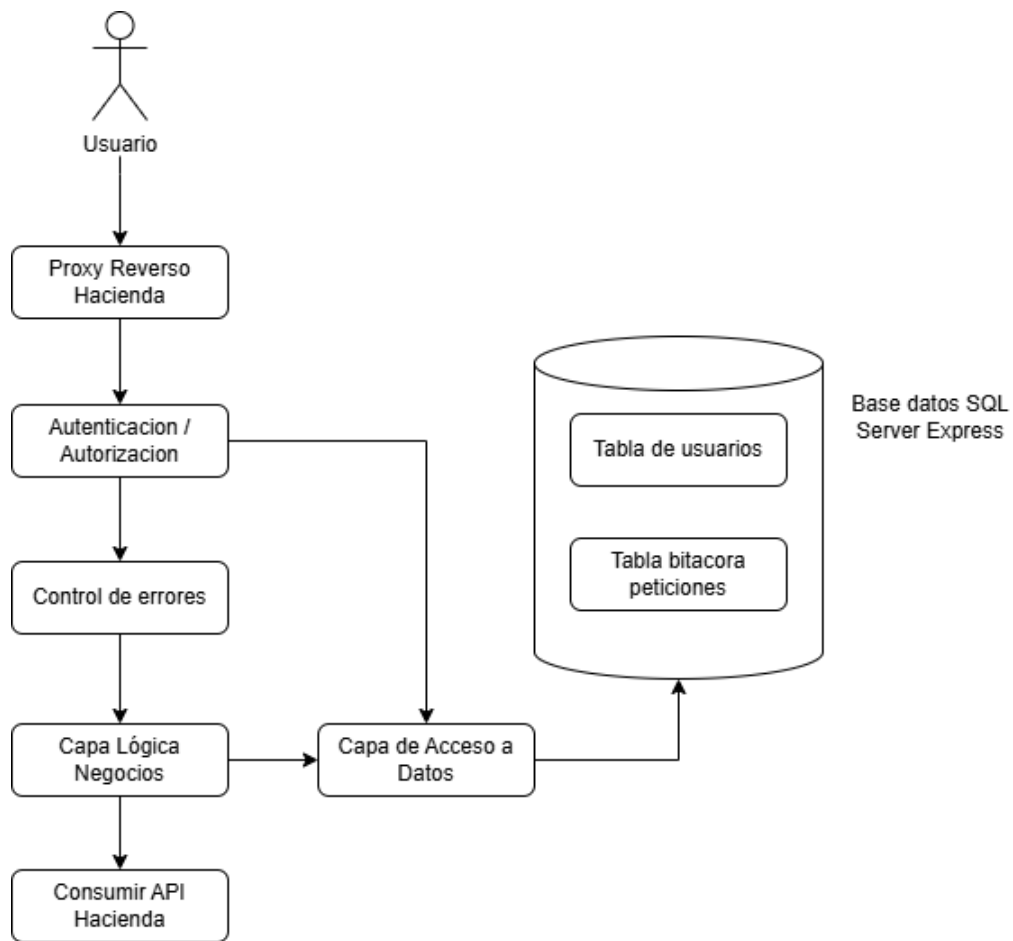 Usuario
Proxy Reverso
Hacienda
Autenticacion /
Autorizacion
Control de errores
Capa Lógica
Negocios
Consumir API
Hacienda
Capa de Acceso a
Datos
Tabla de usuarios
Tabla bitacora
peticiones
Base datos SQL
Server Express